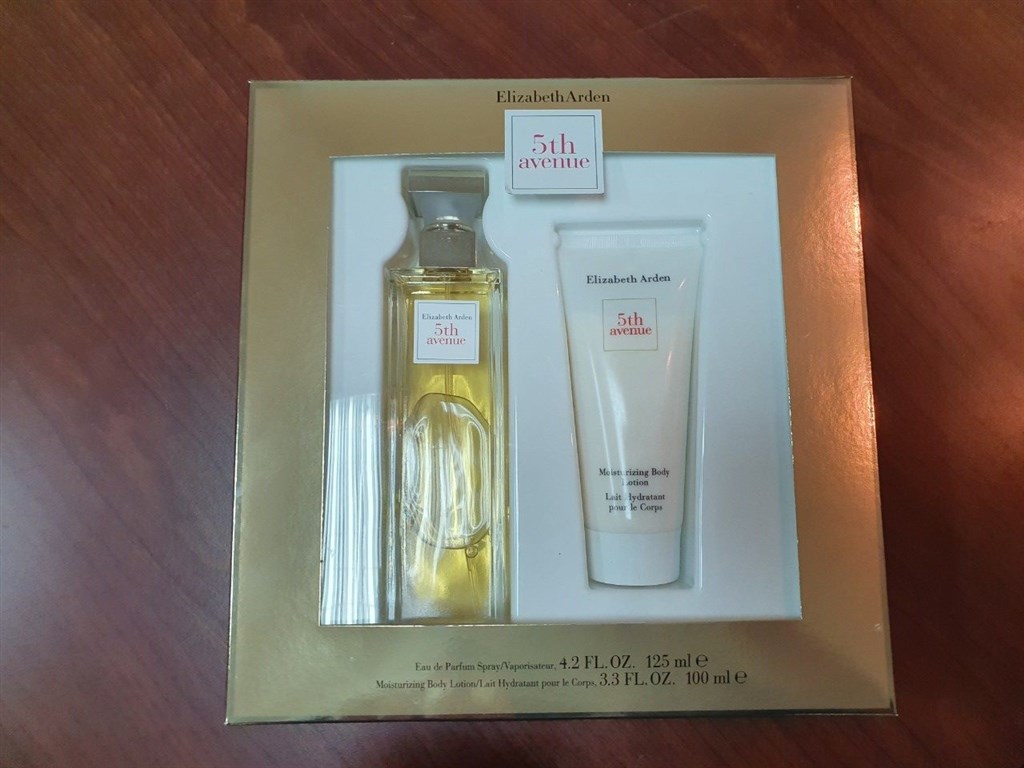 Elizabeth Arden
5th
avenue
Elizabeth Arden
5th
avenue
Elizabeth Arden
5th
avenue
Moisturizing Body
Lotion
Lait Hydratant
pour le Corps
Eau de Parfum Spray/Vaporisateur, 4.2 FL. OZ. 125 ml ℮
Moisturizing Body Lotion/Lait Hydratant pour le Corps, 3.3 FL. OZ. 100 ml ℮